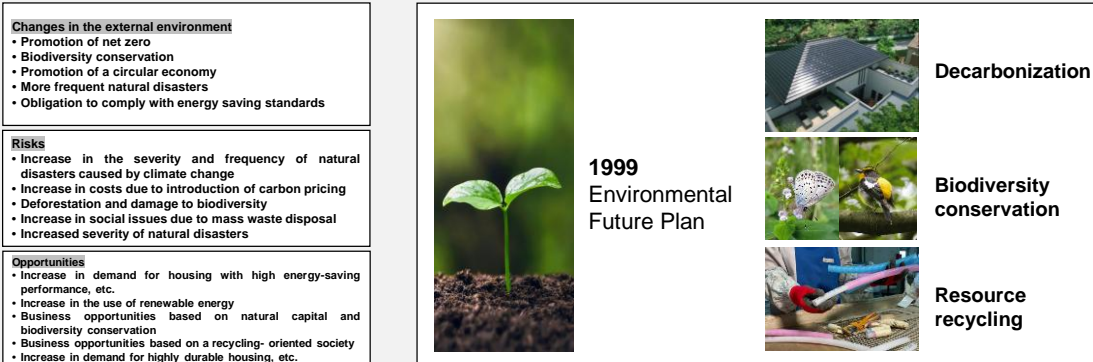 Changes in the external environment
• Promotion of net zero
• Biodiversity conservation
• Promotion of a circular economy
• More frequent natural disasters
• Obligation to comply with energy saving standards
Risks
• Increase in the severity and frequency of natural
disasters caused by climate change
• Increase in costs due to introduction of carbon pricing
• Deforestation and damage to biodiversity
• Increase in social issues due to mass waste disposal
• Increased severity of natural disasters
Opportunities
• Increase in demand for housing with high energy-saving
performance, etc.
• Increase in the use of renewable energy
• Business opportunities based on natural capital and
biodiversity conservation
• Business opportunities based on a recycling- oriented society
• Increase in demand for highly durable housing, etc.
1999
Environmental
Future Plan
Decarbonization
Biodiversity
conservation
Resource
recycling